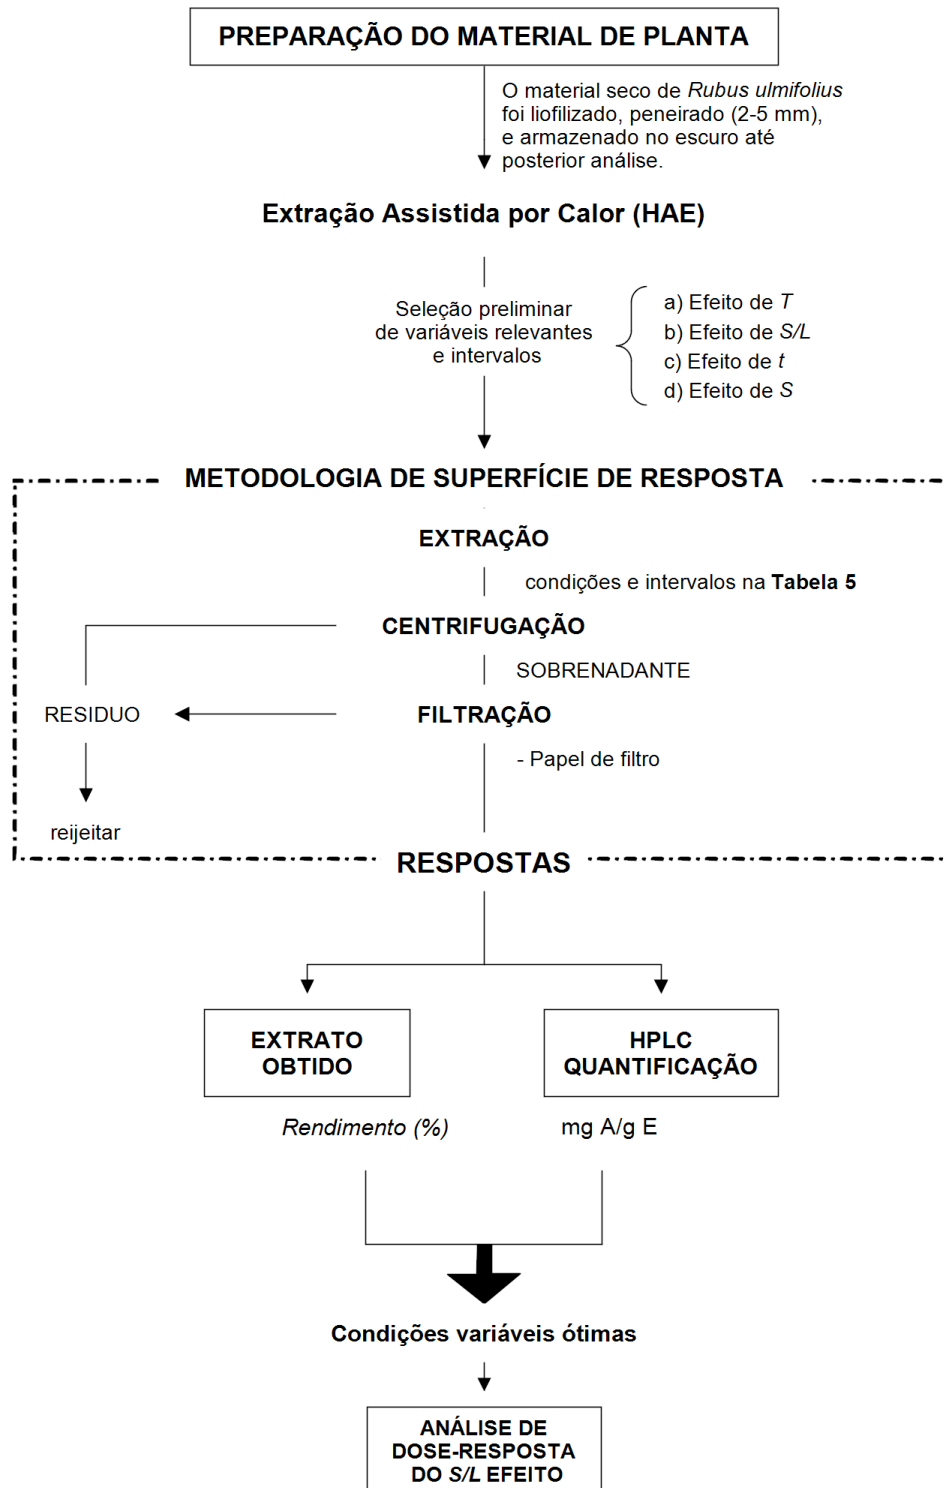 PREPARAÇÃO DO MATERIAL DE PLANTA
O material seco de Rubus ulmifolius
foi liofilizado, peneirado (2-5 mm),
e armazenado no escuro até
posterior análise.
Extração Assistida por Calor (HAE)
Seleção preliminar
de variáveis relevantes
e intervalos
a) Efeito de T
b) Efeito de S/L
c) Efeito de t
d) Efeito de S
METODOLOGIA DE SUPERFÍCIE DE RESPOSTA
EXTRAÇÃO
condições e intervalos na Tabela 5
CENTRIFUGAÇÃO
SOBRENADANTE
RESIDUO
FILTRAÇÃO
- Papel de filtro
reijeitar
RESPOSTAS
EXTRATO
OBTIDO
HPLC
QUANTIFICAÇÃO
Rendimento (%)
mg A/g E
Condições variáveis ótimas
ANÁLISE DE
DOSE-RESPOSTA
DO S/L EFEITO